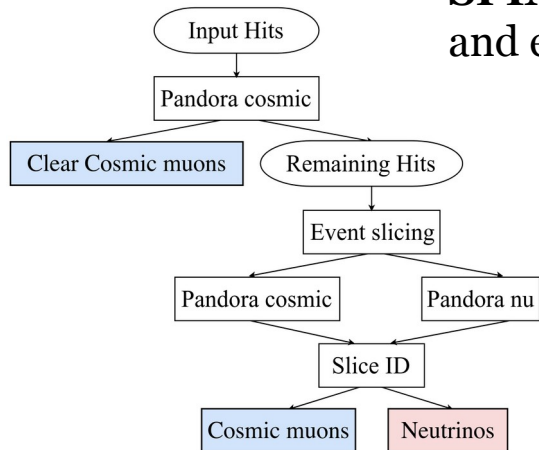 and e
Input Hits
Pandora cosmic
Clear Cosmic muons
Remaining Hits
Event slicing
Pandora cosmic
Pandora nu
Slice ID
Cosmic muons
Neutrinos